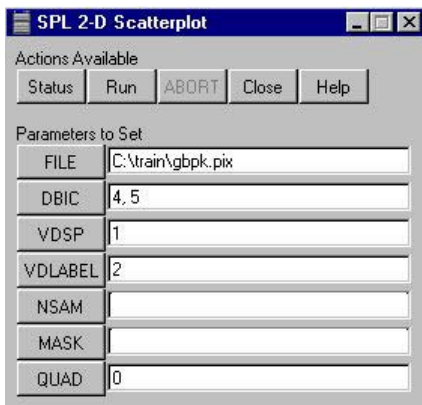 SPL 2-D Scatterplot
Actions Available
Status Run ABORT Close Help
Parameters to Set
FILE C:\train\gbpk.pix
DBIC 4, 5
VDSP 1
VDLABEL 2
NSAM
MASK
QUAD 0